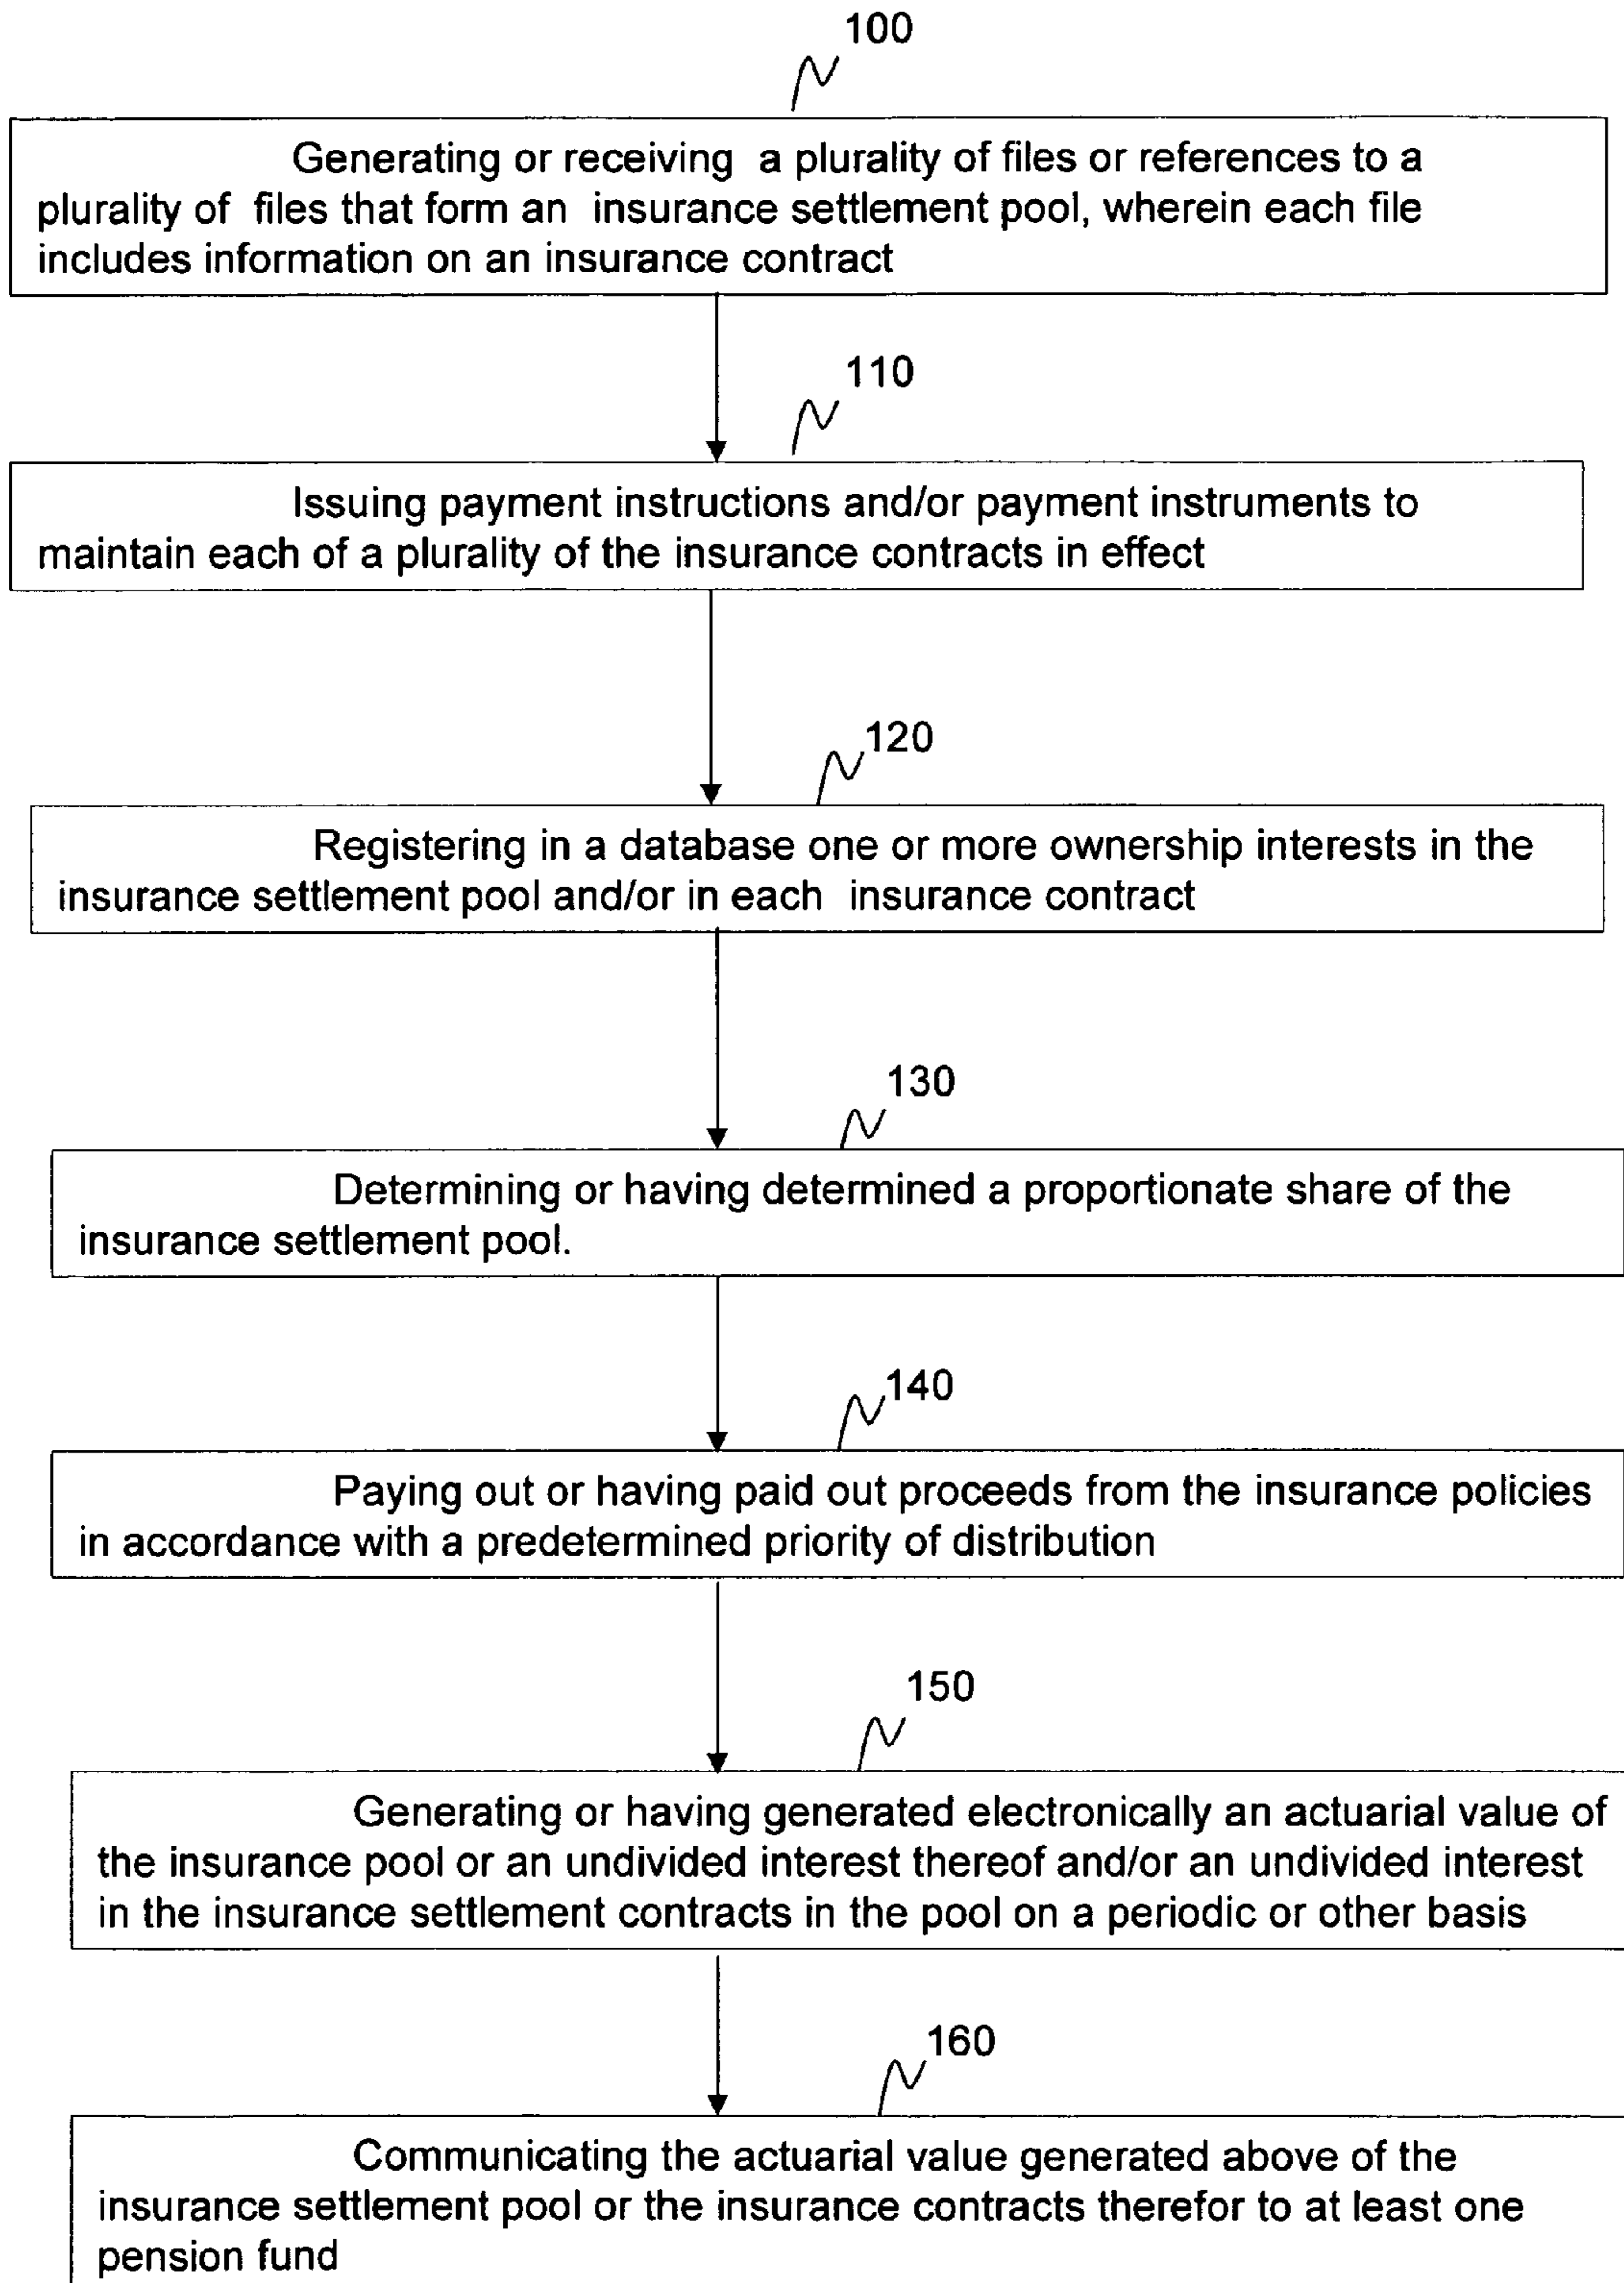 100
Generating or receiving a plurality of files or references to a
plurality of files that form an insurance settlement pool, wherein each file
includes information on an insurance contract
110
Issuing payment instructions and/or payment instruments to
maintain each of a plurality of the insurance contracts in effect
120
Registering in a database one or more ownership interests in the
insurance settlement pool and/or in each insurance contract
130
Determining or having determined a proportionate share of the
insurance settlement pool.
140
Paying out or having paid out proceeds from the insurance policies
in accordance with a predetermined priority of distribution
150
Generating or having generated electronically an actuarial value of
the insurance pool or an undivided interest thereof and/or an undivided interest
in the insurance settlement contracts in the pool on a periodic or other basis
160
Communicating the actuarial value generated above of the
insurance settlement pool or the insurance contracts therefor to at least one
pension fund